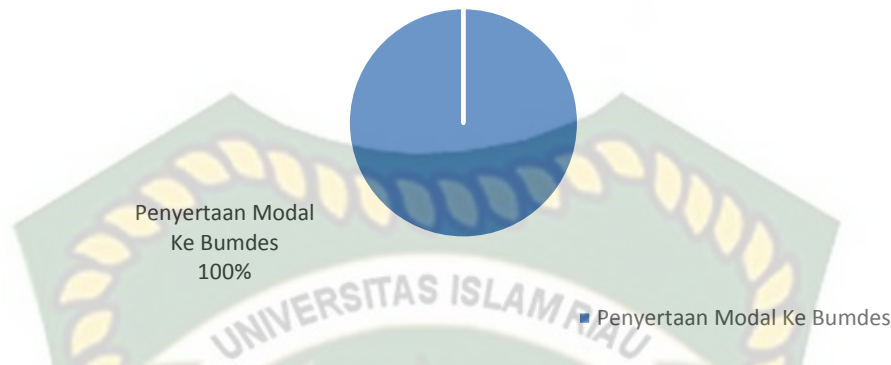 Penyertaan Modal
Ke Bumdes
100%
UNIVERSITAS ISLAM RIAU
Penyertaan Modal Ke Bumdes